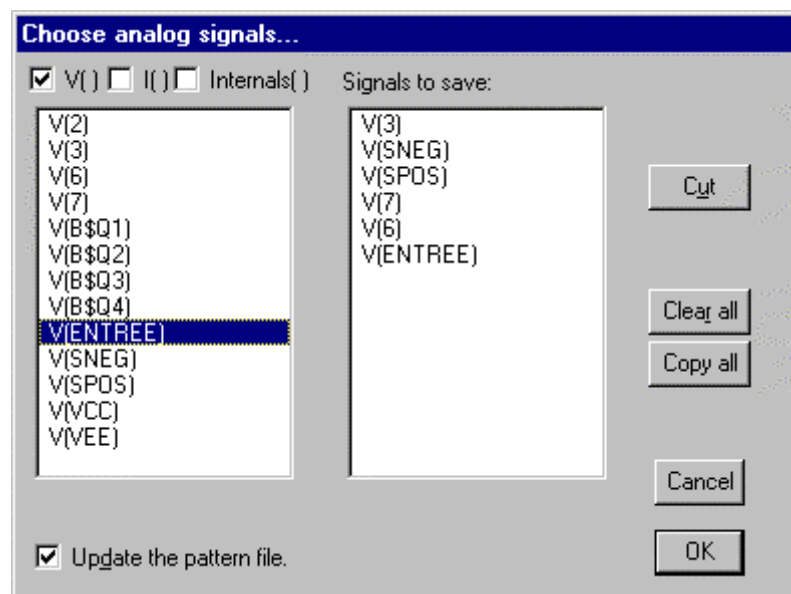 Choose analog signals...
V( ) I( ) Internals( )
Signals to save:
V(2)
V(3)
V(6)
V(7)
V(B$Q1)
V(B$Q2)
V(B$Q3)
V(B$Q4)
V(ENTREE)
V(SNEG)
V(SPOS)
V(VCC)
V(VEE)
V(3)
V(SNEG)
V(SPOS)
V(7)
V(6)
V(ENTREE)
Cut
Clear all
Copy all
Cancel
OK
Update the pattern file.